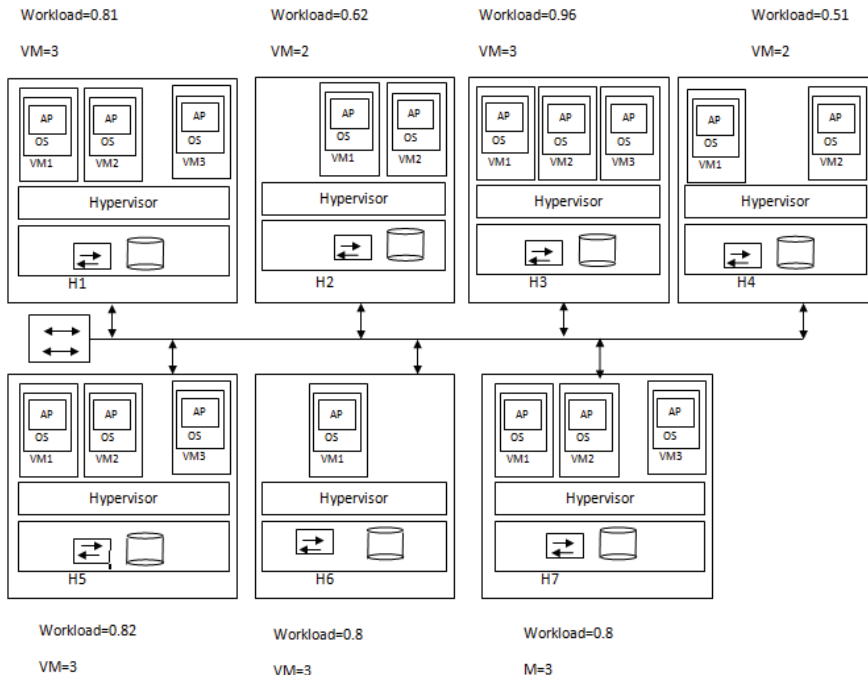 Workload=0.81 Workload=0.62 Workload=0.96 Workload=0.51
VM=3 VM=2 VM=3 VM=2
AP AP AP AP AP AP AP AP AP AP
OS OS OS OS OS OS OS OS OS OS
VM1 VM2 VM3 VM1 VM2 VM1 VM2 VM3 VM1 VM2
Hypervisor Hypervisor Hypervisor Hypervisor
H1 H2 H3 H4
AP AP AP AP AP AP AP
OS OS OS OS OS OS OS
VM1 VM2 VM3 VM1 VM1 VM2 VM3
Hypervisor Hypervisor Hypervisor
H5 H6 H7
Workload=0.82 Workload=0.8 Workload=0.8
VM=3 VM=3 M=3